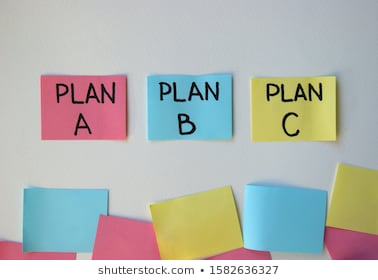 PLAN
A
PLAN
B
PLAN
C
shutterstock.com • 1582636327